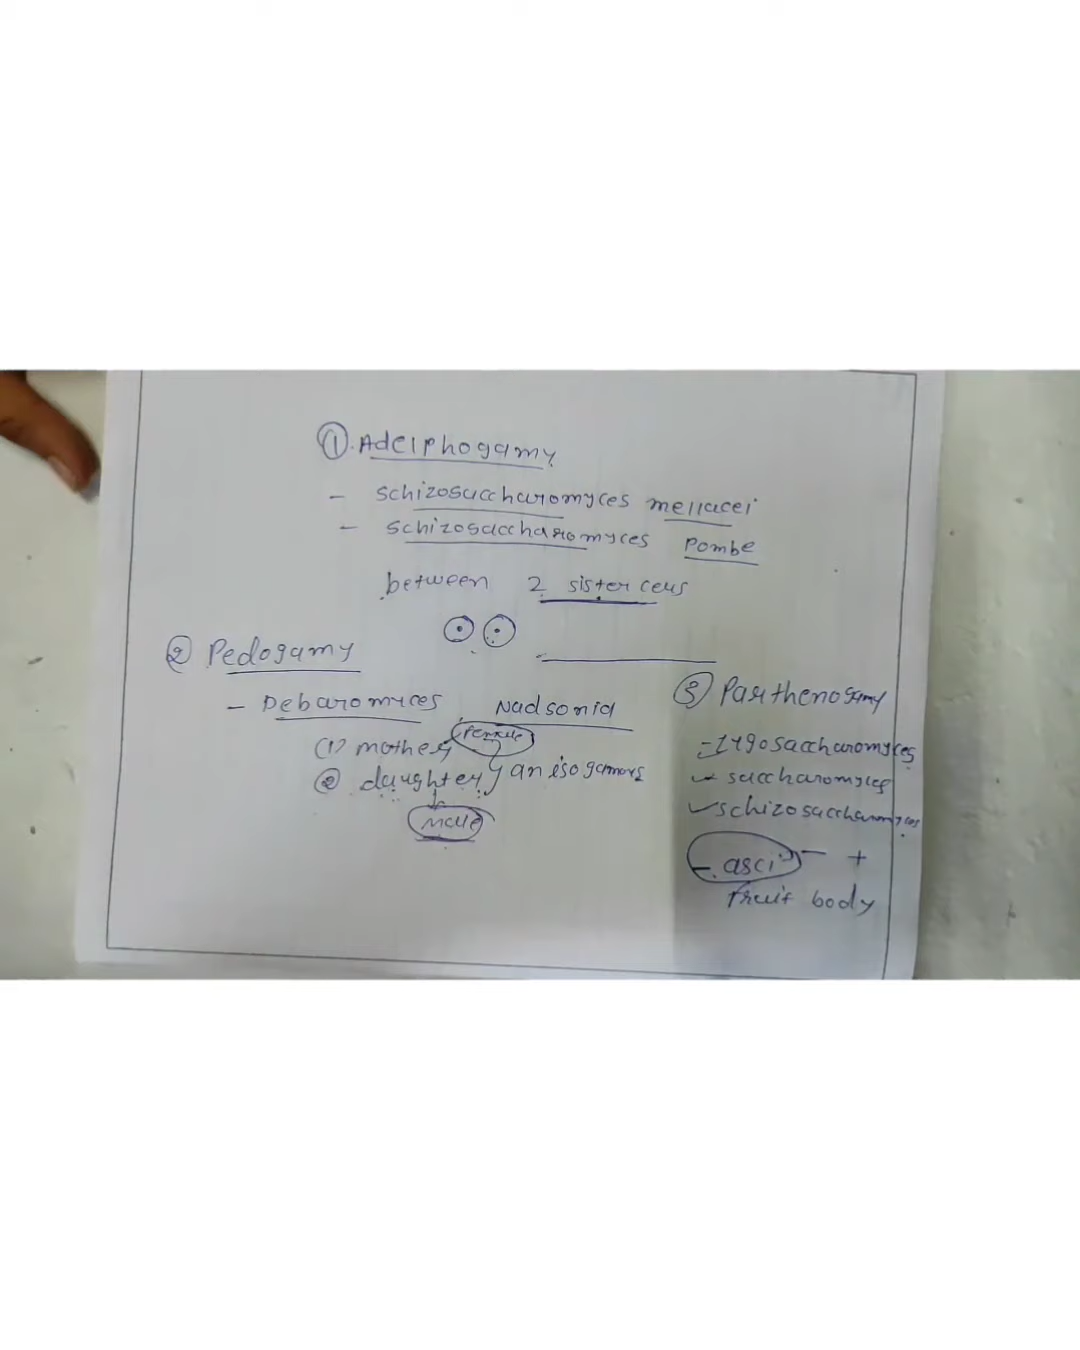 ① Adelphogamy
- schizosaccharomyces mellacei
- schizosaccharomyces Pombe
between 2 sister cells
② Pedogamy
- Debaromyces Nadsonia
(1) mother female
② daughter } anisogamous
male
③ Parthenogamy
- zygosaccharomyces
saccharomyces
schizosaccharomyces
- asci - +
fruit body